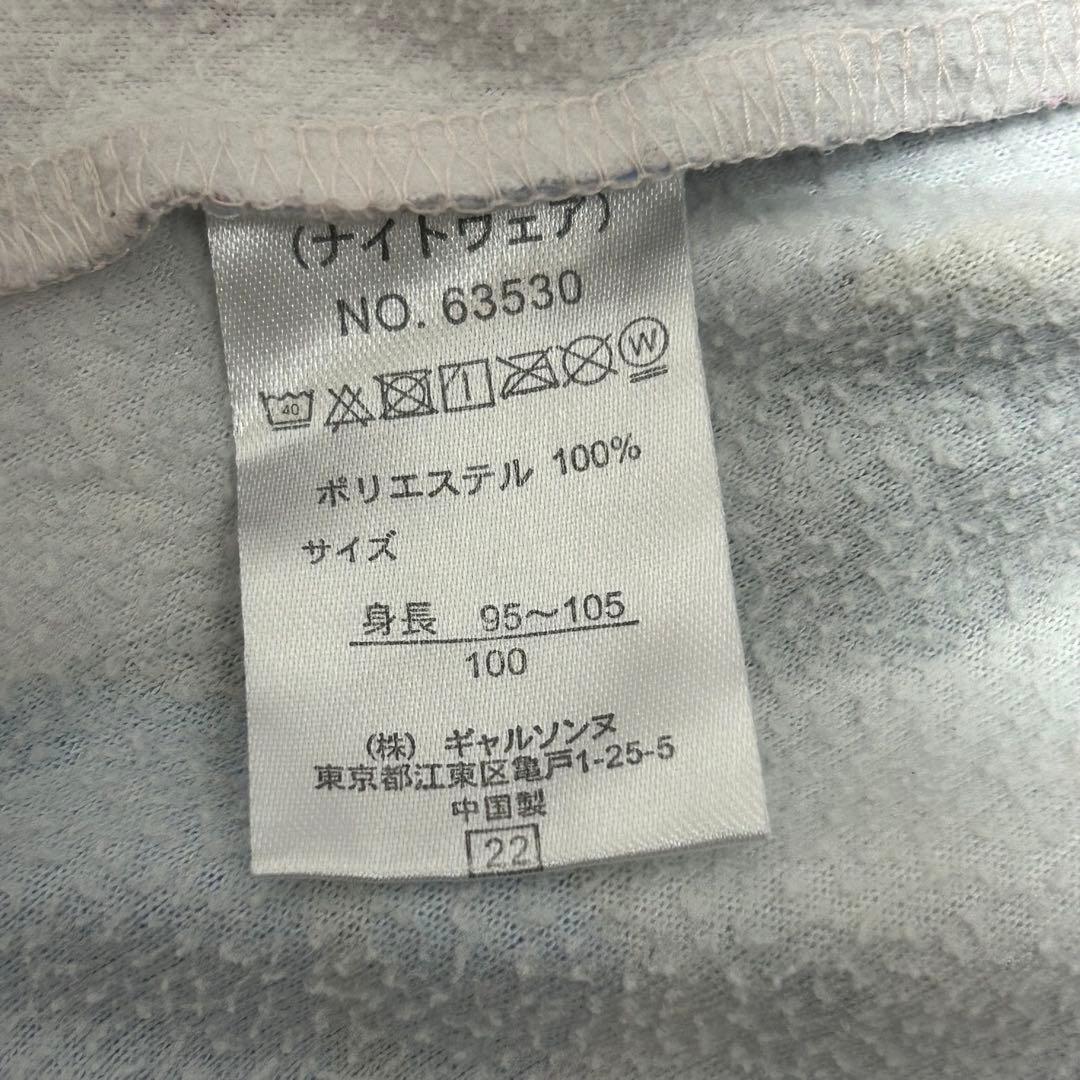 (ナイトウェア)
NO. 63530
40 W
ポリエステル 100%
サイズ
身長 95〜105
100
(株) ギャルソンヌ
東京都江東区亀戸1-25-5
中国製
22